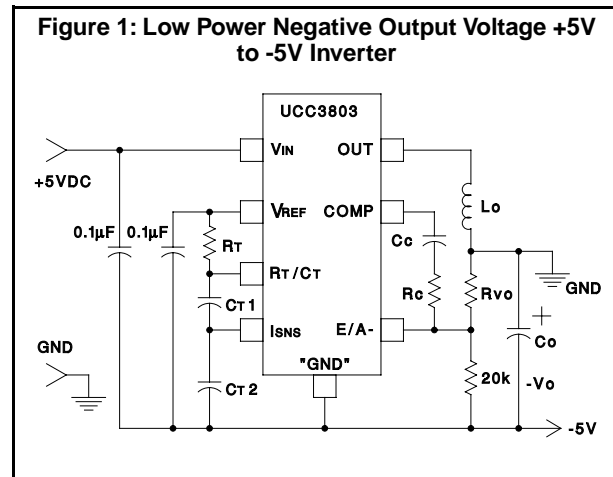 Figure 1: Low Power Negative Output Voltage +5V
to -5V Inverter
UCC3803
VIN OUT
+5VDC
VREF COMP
Lo
0.1µF 0.1µF
RT
Cc
GND
RT/CT
Rc
Rvo
CT1
+
ISNS E/A-
Co
GND
CT2
"GND"
20k
-Vo
-5V